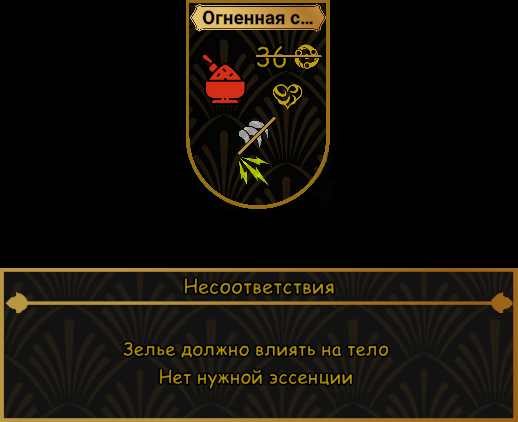 Огненная с...
36
Несоответствия
Зелье должно влиять на тело
Нет нужной эссенции